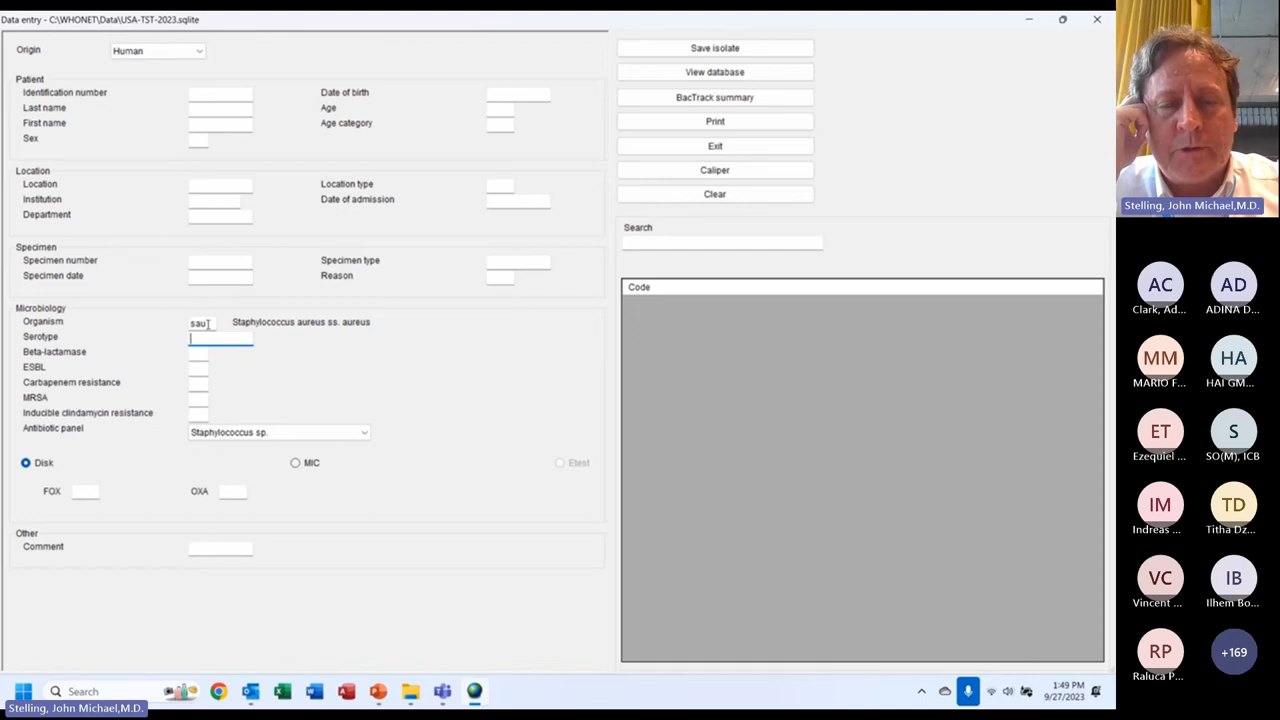 Data entry - C:\WHONET\Data\USA-TST-2023.sqlite
Origin Human
Patient
Identification number Date of birth
Last name Age
First name Age category
Sex
Location
Location Location type
Institution Date of admission
Department
Specimen
Specimen number Specimen type
Specimen date Reason
Microbiology
Organism sau Staphylococcus aureus ss. aureus
Serotype
Beta-lactamase
ESBL
Carbapenem resistance
MRSA
Inducible clindamycin resistance
Antibiotic panel Staphylococcus sp.
Disk MIC Etest
FOX OXA
Other
Comment
Save isolate
View database
BacTrack summary
Print
Exit
Caliper
Clear
Search
Code
Stelling, John Michael,M.D.
AC AD
Clark, Ad... ADINA D...
MM HA
MARIO F... HAI GM...
ET S
Ezequiel ... SO(M), ICB
IM TD
Indreas ... Titha Dz...
VC IB
Vincent ... Ilhem Bo...
RP +169
Raluca P...
Search
1:49 PM
9/27/2023
Stelling, John Michael,M.D.